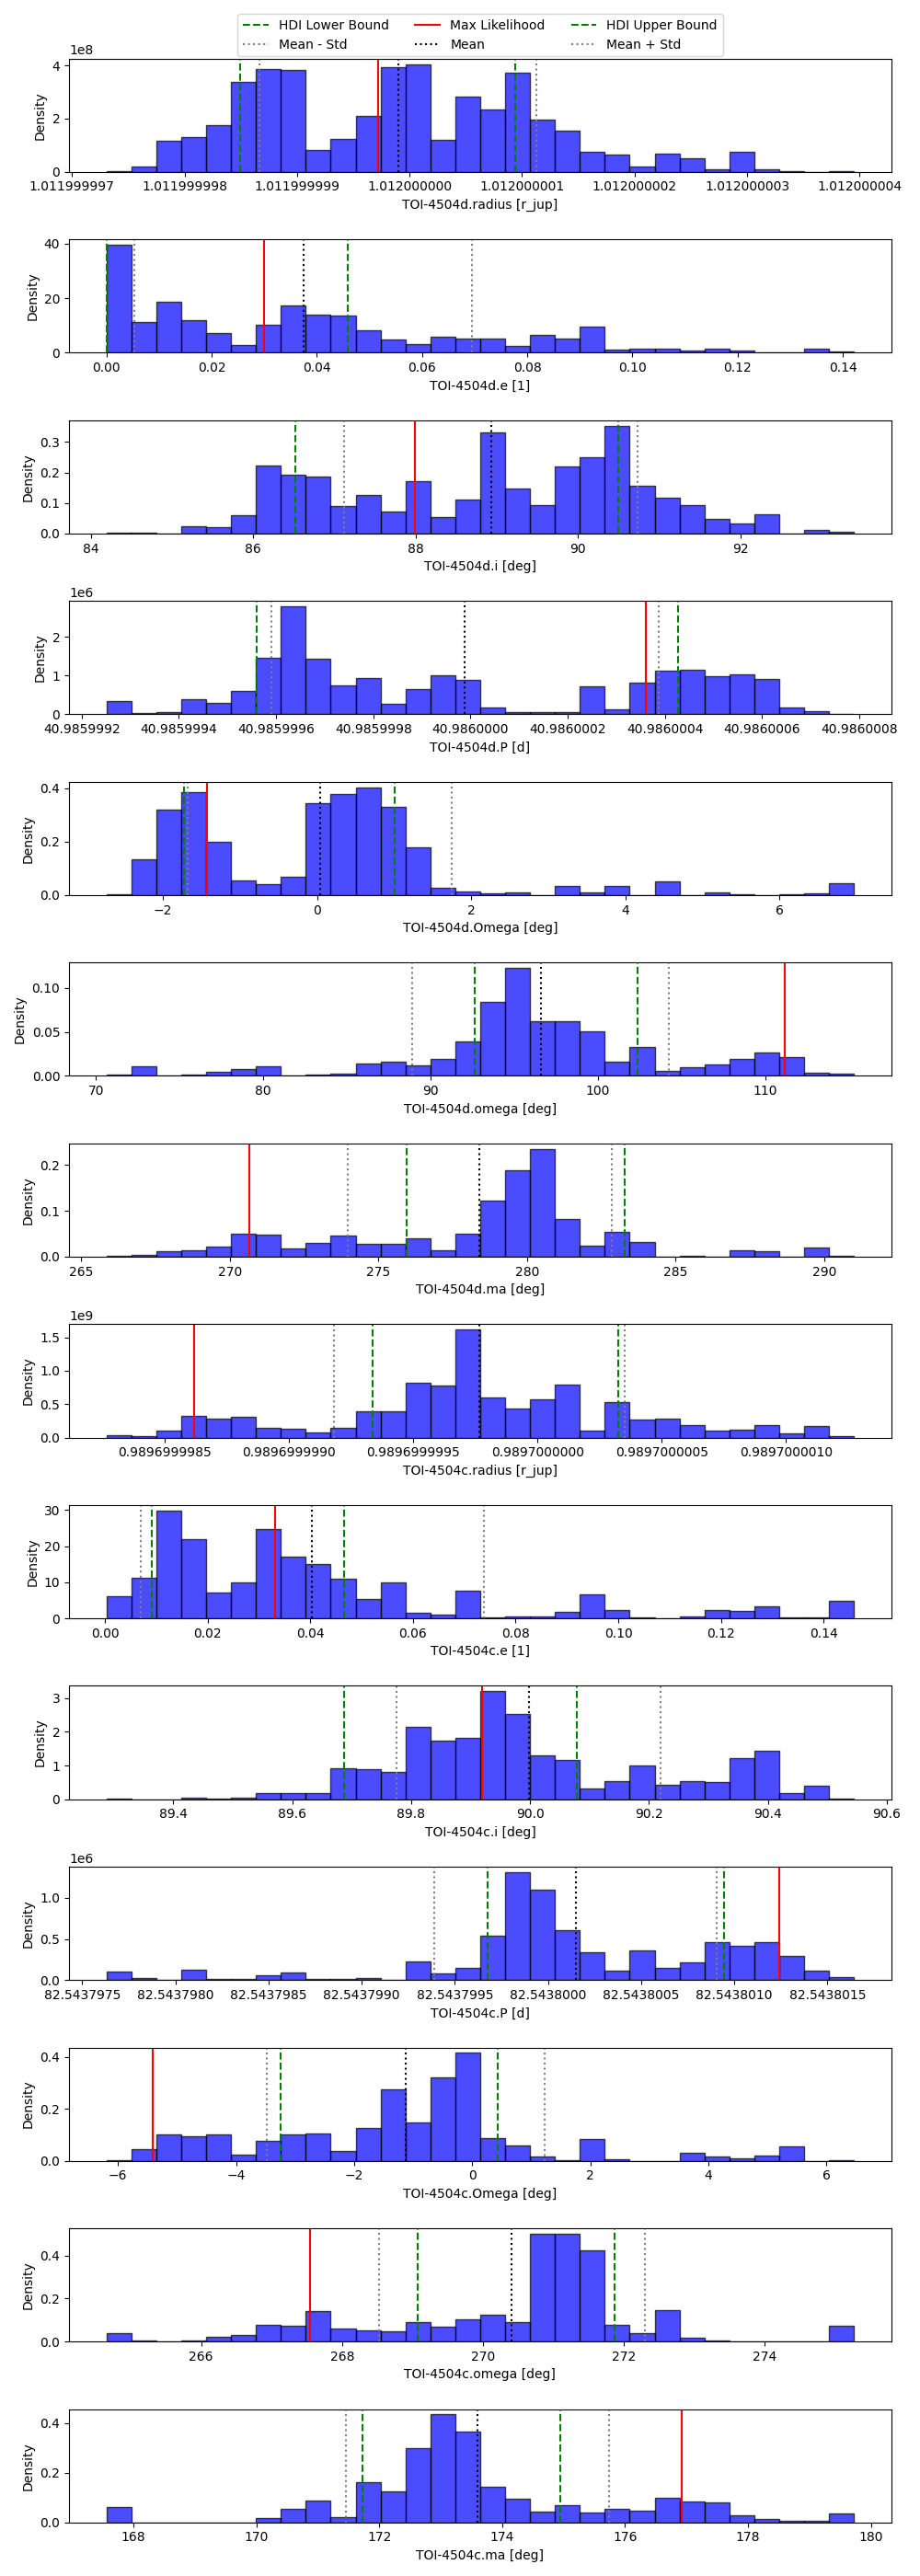 HDI Lower Bound Max Likelihood HDI Upper Bound
Mean - Std Mean Mean + Std
1e8
Density
0 2 4
1.011999997 1.011999998 1.011999999 1.012000000 1.012000001 1.012000002 1.012000003 1.012000004
TOI-4504d.radius [r_jup]
Density
0 20 40
0.00 0.02 0.04 0.06 0.08 0.10 0.12 0.14
TOI-4504d.e [1]
Density
0.0 0.1 0.2 0.3
84 86 88 90 92
TOI-4504d.i [deg]
1e6
Density
0 1 2
40.98599992 40.98599994 40.98599996 40.98599998 40.98600000 40.98600002 40.98600004 40.98600006 40.98600008
TOI-4504d.P [d]
Density
0.0 0.2 0.4
−2 0 2 4 6
TOI-4504d.Omega [deg]
Density
0.00 0.05 0.10
70 80 90 100 110
TOI-4504d.omega [deg]
Density
0.0 0.1 0.2
265 270 275 280 285 290
TOI-4504d.ma [deg]
1e9
Density
0.0 0.5 1.0 1.5
0.9896999985 0.9896999990 0.9896999995 0.9897000000 0.9897000005 0.9897000010
TOI-4504c.radius [r_jup]
Density
0 10 20 30
0.00 0.02 0.04 0.06 0.08 0.10 0.12 0.14
TOI-4504c.e [1]
Density
0 1 2 3
89.4 89.6 89.8 90.0 90.2 90.4 90.6
TOI-4504c.i [deg]
1e6
Density
0.0 0.5 1.0
82.5437975 82.5437980 82.5437985 82.5437990 82.5437995 82.5438000 82.5438005 82.5438010 82.5438015
TOI-4504c.P [d]
Density
0.0 0.2 0.4
−6 −4 −2 0 2 4 6
TOI-4504c.Omega [deg]
Density
0.0 0.2 0.4
266 268 270 272 274
TOI-4504c.omega [deg]
Density
0.0 0.2 0.4
168 170 172 174 176 178 180
TOI-4504c.ma [deg]